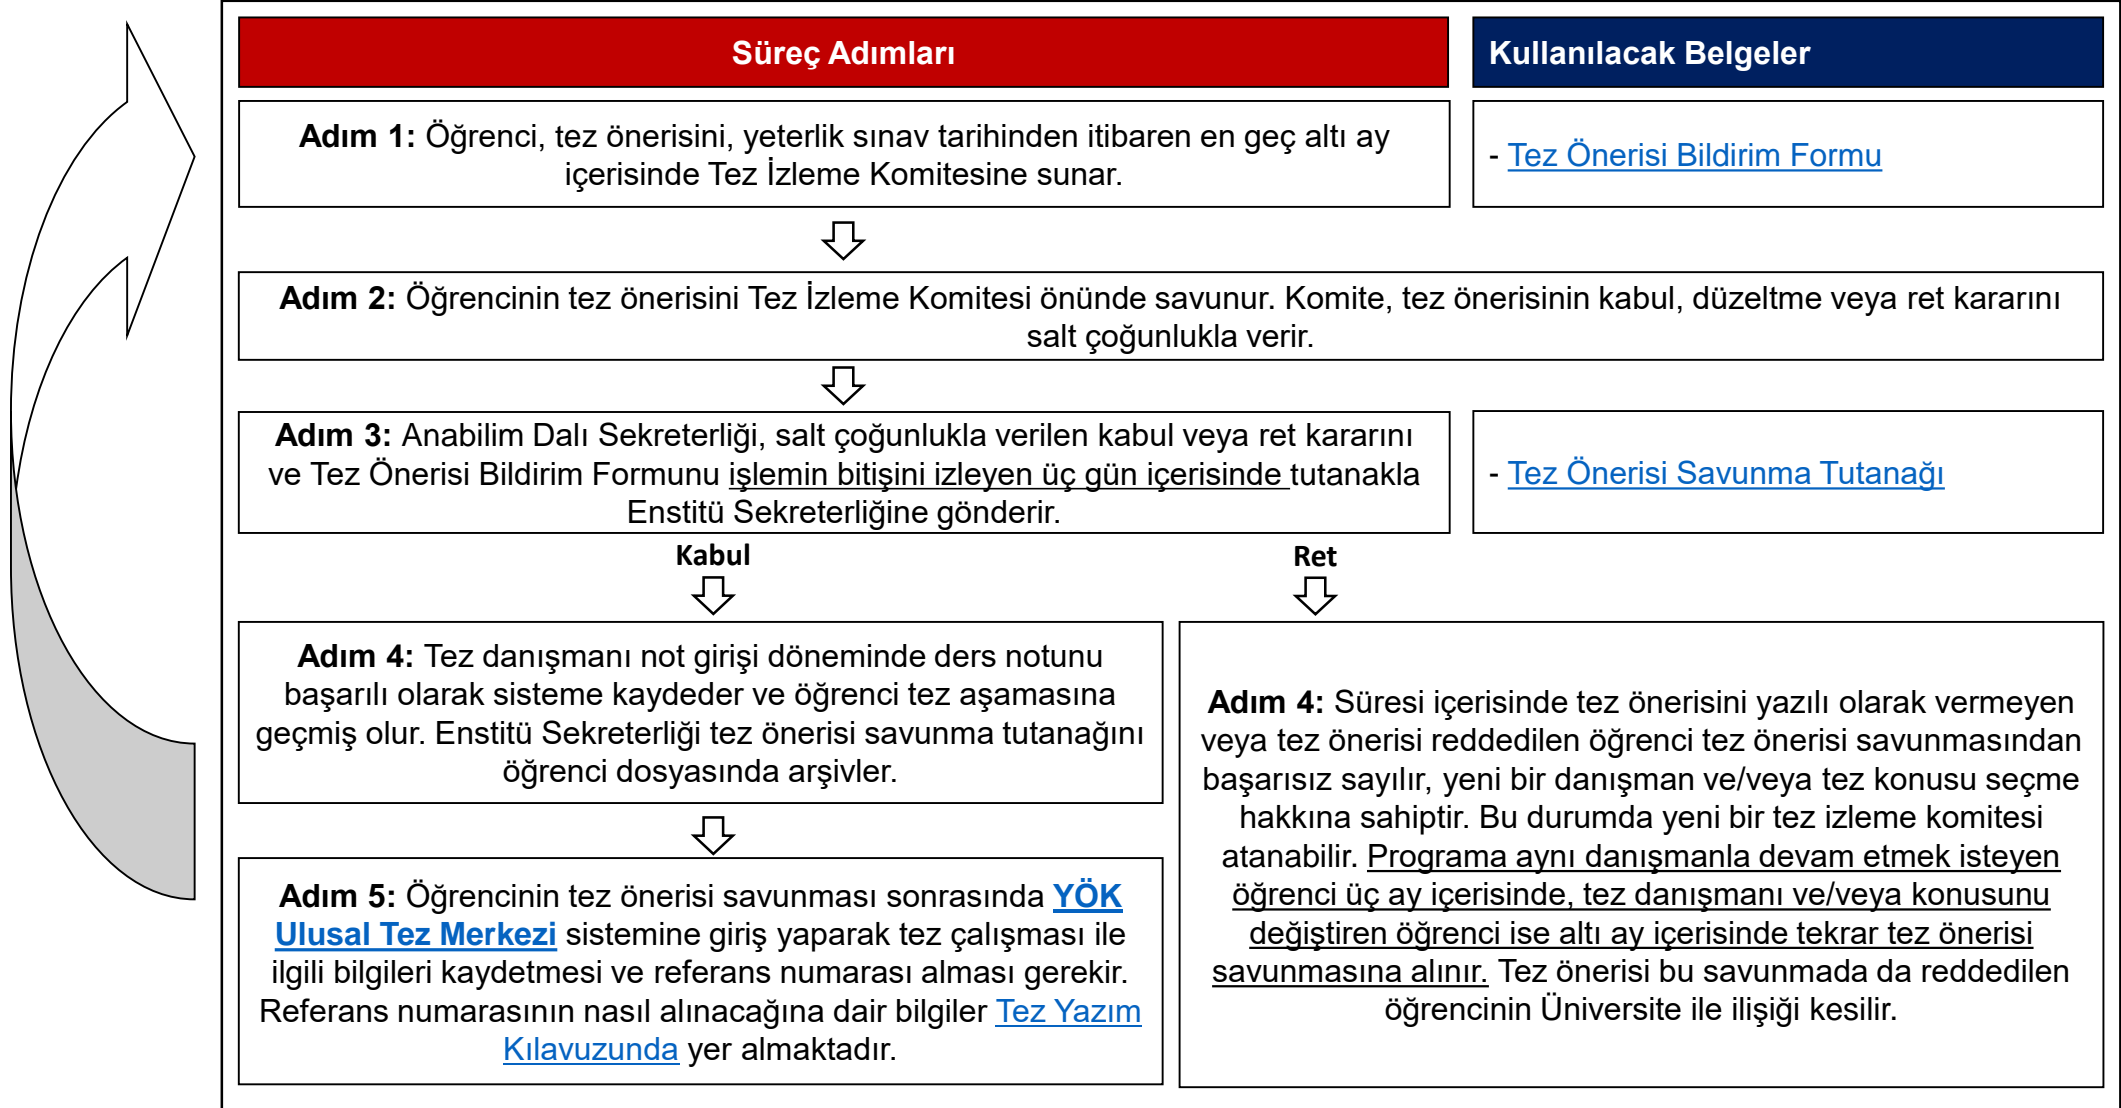 Süreç Adımları
Kullanılacak Belgeler
Adım 1: Öğrenci, tez önerisini, yeterlik sınav tarihinden itibaren en geç altı ay
içerisinde Tez İzleme Komitesine sunar.
- Tez Önerisi Bildirim Formu
Adım 2: Öğrencinin tez önerisini Tez İzleme Komitesi önünde savunur. Komite, tez önerisinin kabul, düzeltme veya ret kararını
salt çoğunlukla verir.
Adım 3: Anabilim Dalı Sekreterliği, salt çoğunlukla verilen kabul veya ret kararını
ve Tez Önerisi Bildirim Formunu işlemin bitişini izleyen üç gün içerisinde tutanakla
Enstitü Sekreterliğine gönderir.
- Tez Önerisi Savunma Tutanağı
Kabul
Ret
Adım 4: Tez danışmanı not girişi döneminde ders notunu
başarılı olarak sisteme kaydeder ve öğrenci tez aşamasına
geçmiş olur. Enstitü Sekreterliği tez önerisi savunma tutanağını
öğrenci dosyasında arşivler.
Adım 5: Öğrencinin tez önerisi savunması sonrasında YÖK
Ulusal Tez Merkezi sistemine giriş yaparak tez çalışması ile
ilgili bilgileri kaydetmesi ve referans numarası alması gerekir.
Referans numarasının nasıl alınacağına dair bilgiler Tez Yazım
Kılavuzunda yer almaktadır.
Adım 4: Süresi içerisinde tez önerisini yazılı olarak vermeyen
veya tez önerisi reddedilen öğrenci tez önerisi savunmasından
başarısız sayılır, yeni bir danışman ve/veya tez konusu seçme
hakkına sahiptir. Bu durumda yeni bir tez izleme komitesi
atanabilir. Programa aynı danışmanla devam etmek isteyen
öğrenci üç ay içerisinde, tez danışmanı ve/veya konusunu
değiştiren öğrenci ise altı ay içerisinde tekrar tez önerisi
savunmasına alınır. Tez önerisi bu savunmada da reddedilen
öğrencinin Üniversite ile ilişiği kesilir.